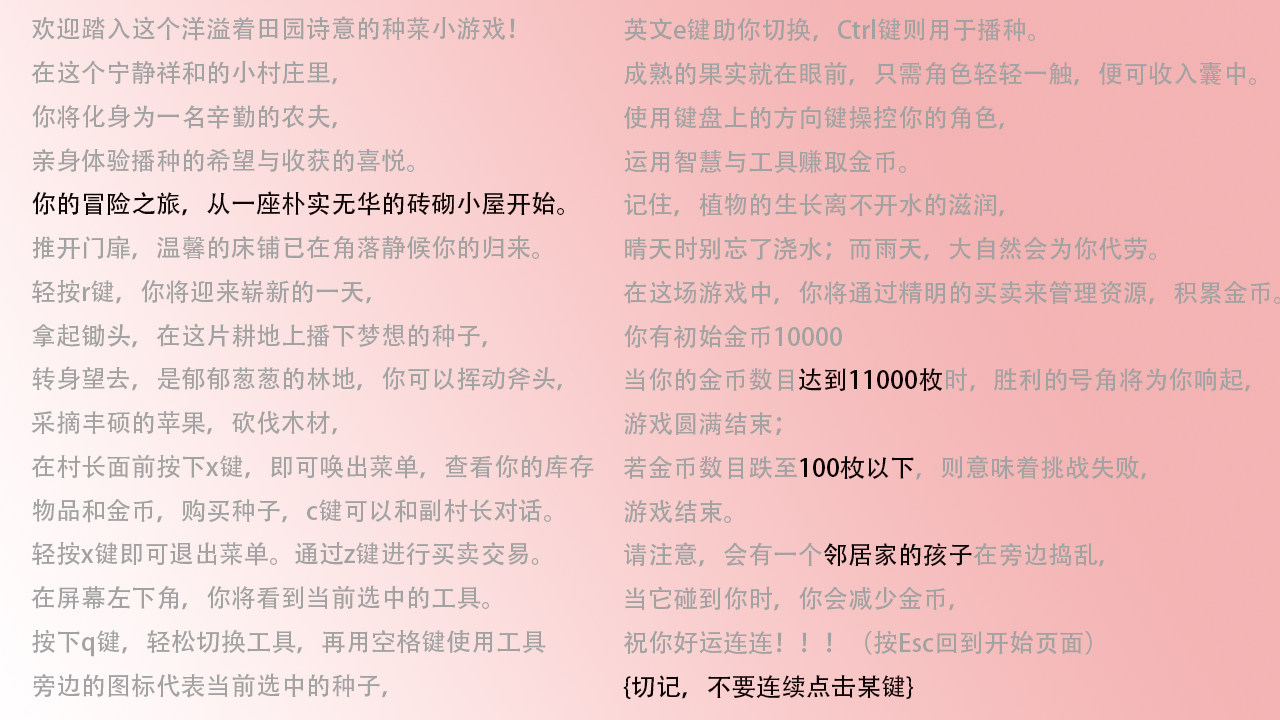 欢迎踏入这个洋溢着田园诗意的种菜小游戏！
在这个宁静祥和的小村庄里，
你将化身为一名辛勤的农夫，
亲身体验播种的希望与收获的喜悦。
你的冒险之旅，从一座朴实无华的砖砌小屋开始。
推开门扉，温馨的床铺已在角落静候你的归来。
轻按r键，你将迎来崭新的一天，
拿起锄头，在这片耕地上播下梦想的种子，
转身望去，是郁郁葱葱的林地，你可以挥动斧头，
采摘丰硕的苹果，砍伐木材，
在村长面前按下x键，即可唤出菜单，查看你的库存
物品和金币，购买种子，c键可以和副村长对话。
轻按x键即可退出菜单。通过z键进行买卖交易。
在屏幕左下角，你将看到当前选中的工具。
按下q键，轻松切换工具，再用空格键使用工具
旁边的图标代表当前选中的种子，
英文e键助你切换，Ctrl键则用于播种。
成熟的果实就在眼前，只需角色轻轻一触，便可收入囊中。
使用键盘上的方向键操控你的角色，
运用智慧与工具赚取金币。
记住，植物的生长离不开水的滋润，
晴天时别忘了浇水；而雨天，大自然会为你代劳。
在这场游戏中，你将通过精明的买卖来管理资源，积累金币。
你有初始金币10000
当你的金币数目达到11000枚时，胜利的号角将为你响起，
游戏圆满结束；
若金币数目跌至100枚以下，则意味着挑战失败，
游戏结束。
请注意，会有一个邻居家的孩子在旁边捣乱，
当它碰到你时，你会减少金币，
祝你好运连连！！！（按Esc回到开始页面）
{切记，不要连续点击某键}